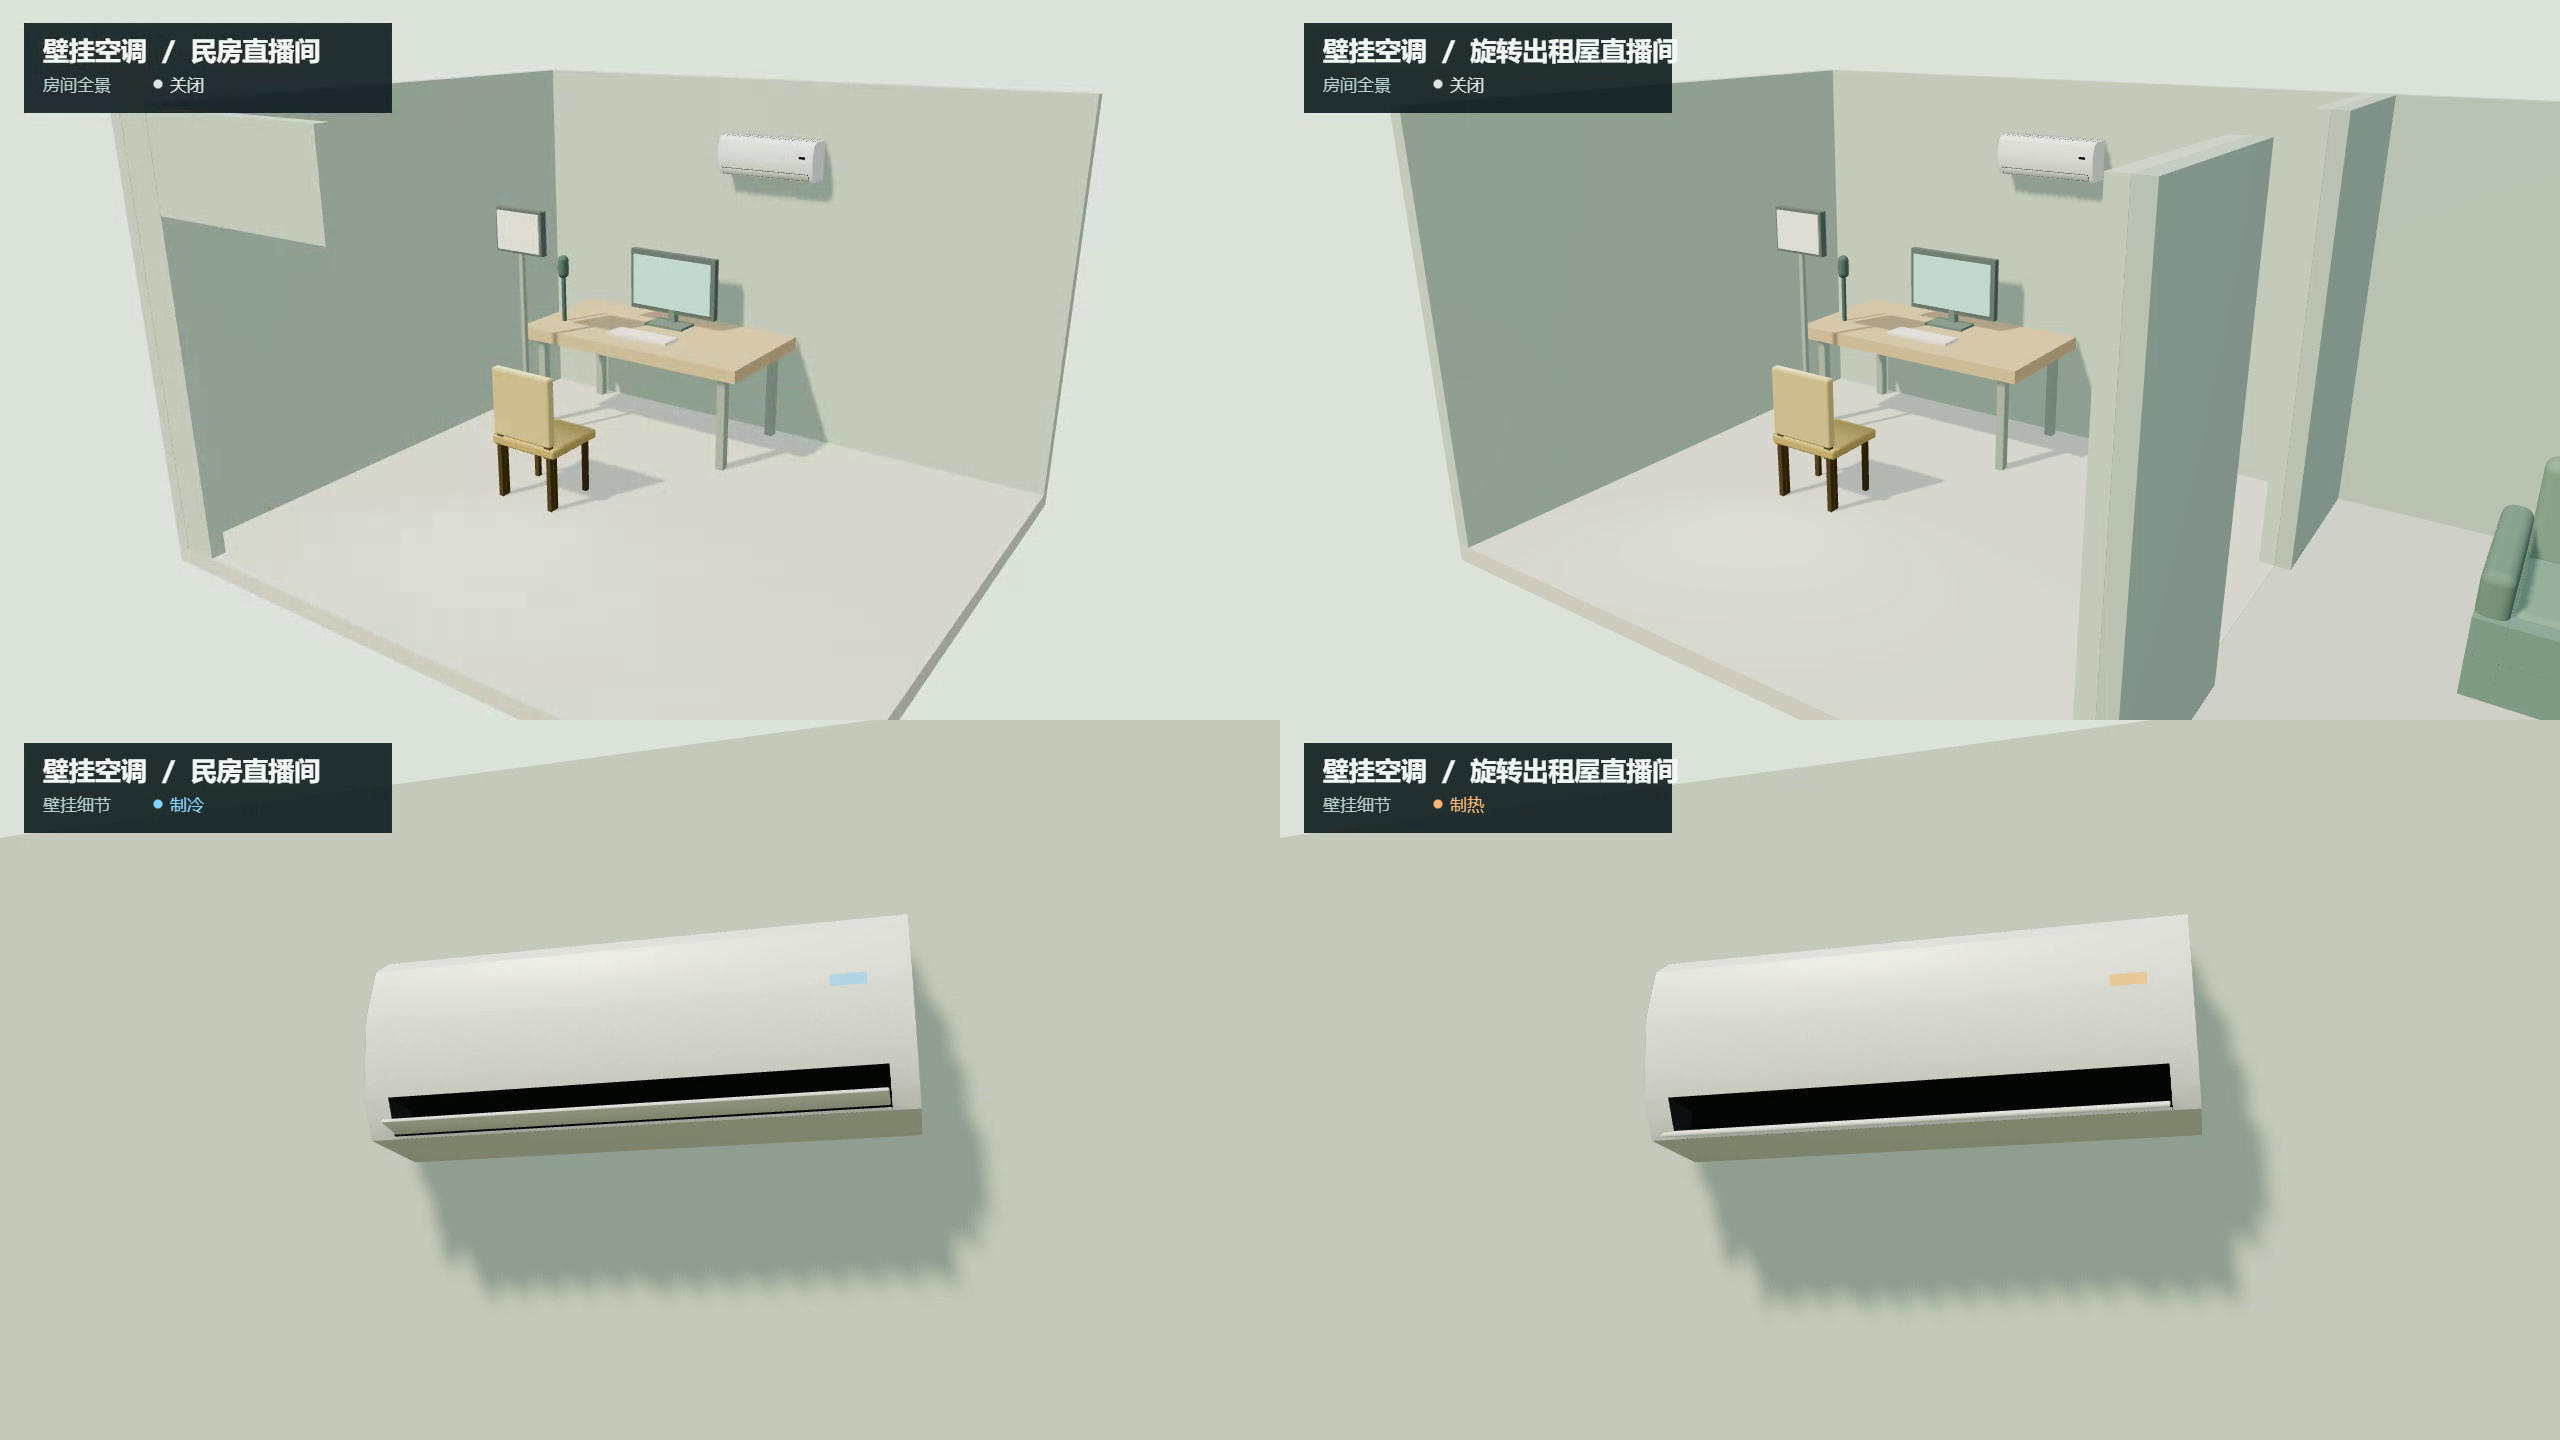 壁挂空调 / 民房直播间
房间全景 关闭
壁挂空调 / 旋转出租屋直播间
房间全景 关闭
壁挂空调 / 民房直播间
壁挂细节 制冷
壁挂空调 / 旋转出租屋直播间
壁挂细节 制热